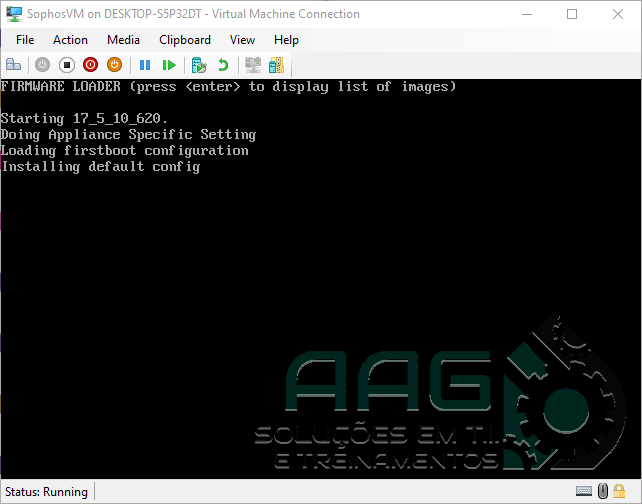 SophosVM on DESKTOP-S5P32DT - Virtual Machine Connection
File Action Media Clipboard View Help
FIRMWARE LOADER (press <enter> to display list of images)
Starting 17_5_10_620.
Doing Appliance Specific Setting
Loading firstboot configuration
Installing default config
AAG
SOLUÇÕES EM T.I.
E TREINAMENTOS
Status: Running